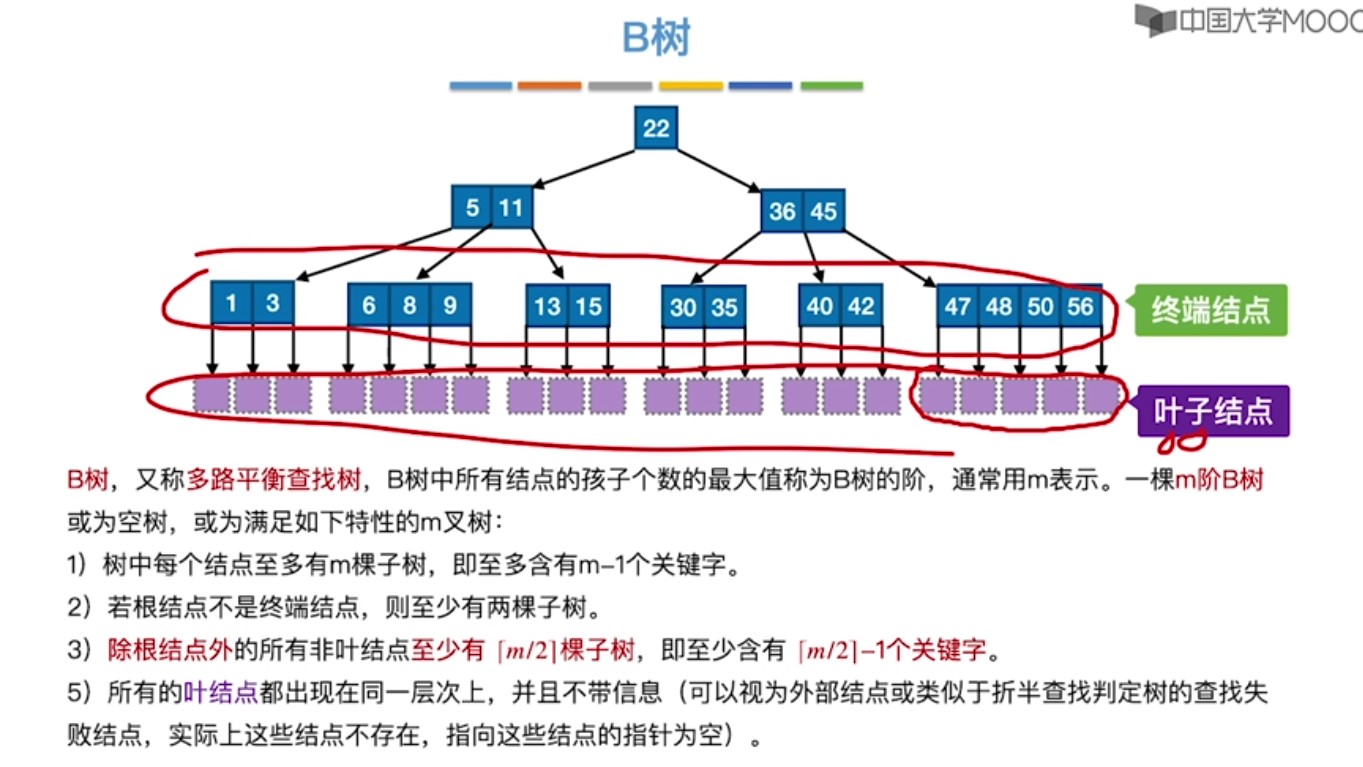 中国大学MOOC
B树
22
5 11
36 45
1 3
6 8 9
13 15
30 35
40 42
47 48 50 56
终端结点
叶子结点
B树，又称多路平衡查找树，B树中所有结点的孩子个数的最大值称为B树的阶，通常用m表示。一棵m阶B树
或为空树，或为满足如下特性的m叉树：
1）树中每个结点至多有m棵子树，即至多含有m-1个关键字。
2）若根结点不是终端结点，则至少有两棵子树。
3）除根结点外的所有非叶结点至少有 ⌈m/2⌉棵子树，即至少含有 ⌈m/2⌉-1个关键字。
5）所有的叶结点都出现在同一层次上，并且不带信息（可以视为外部结点或类似于折半查找判定树的查找失
败结点，实际上这些结点不存在，指向这些结点的指针为空）。